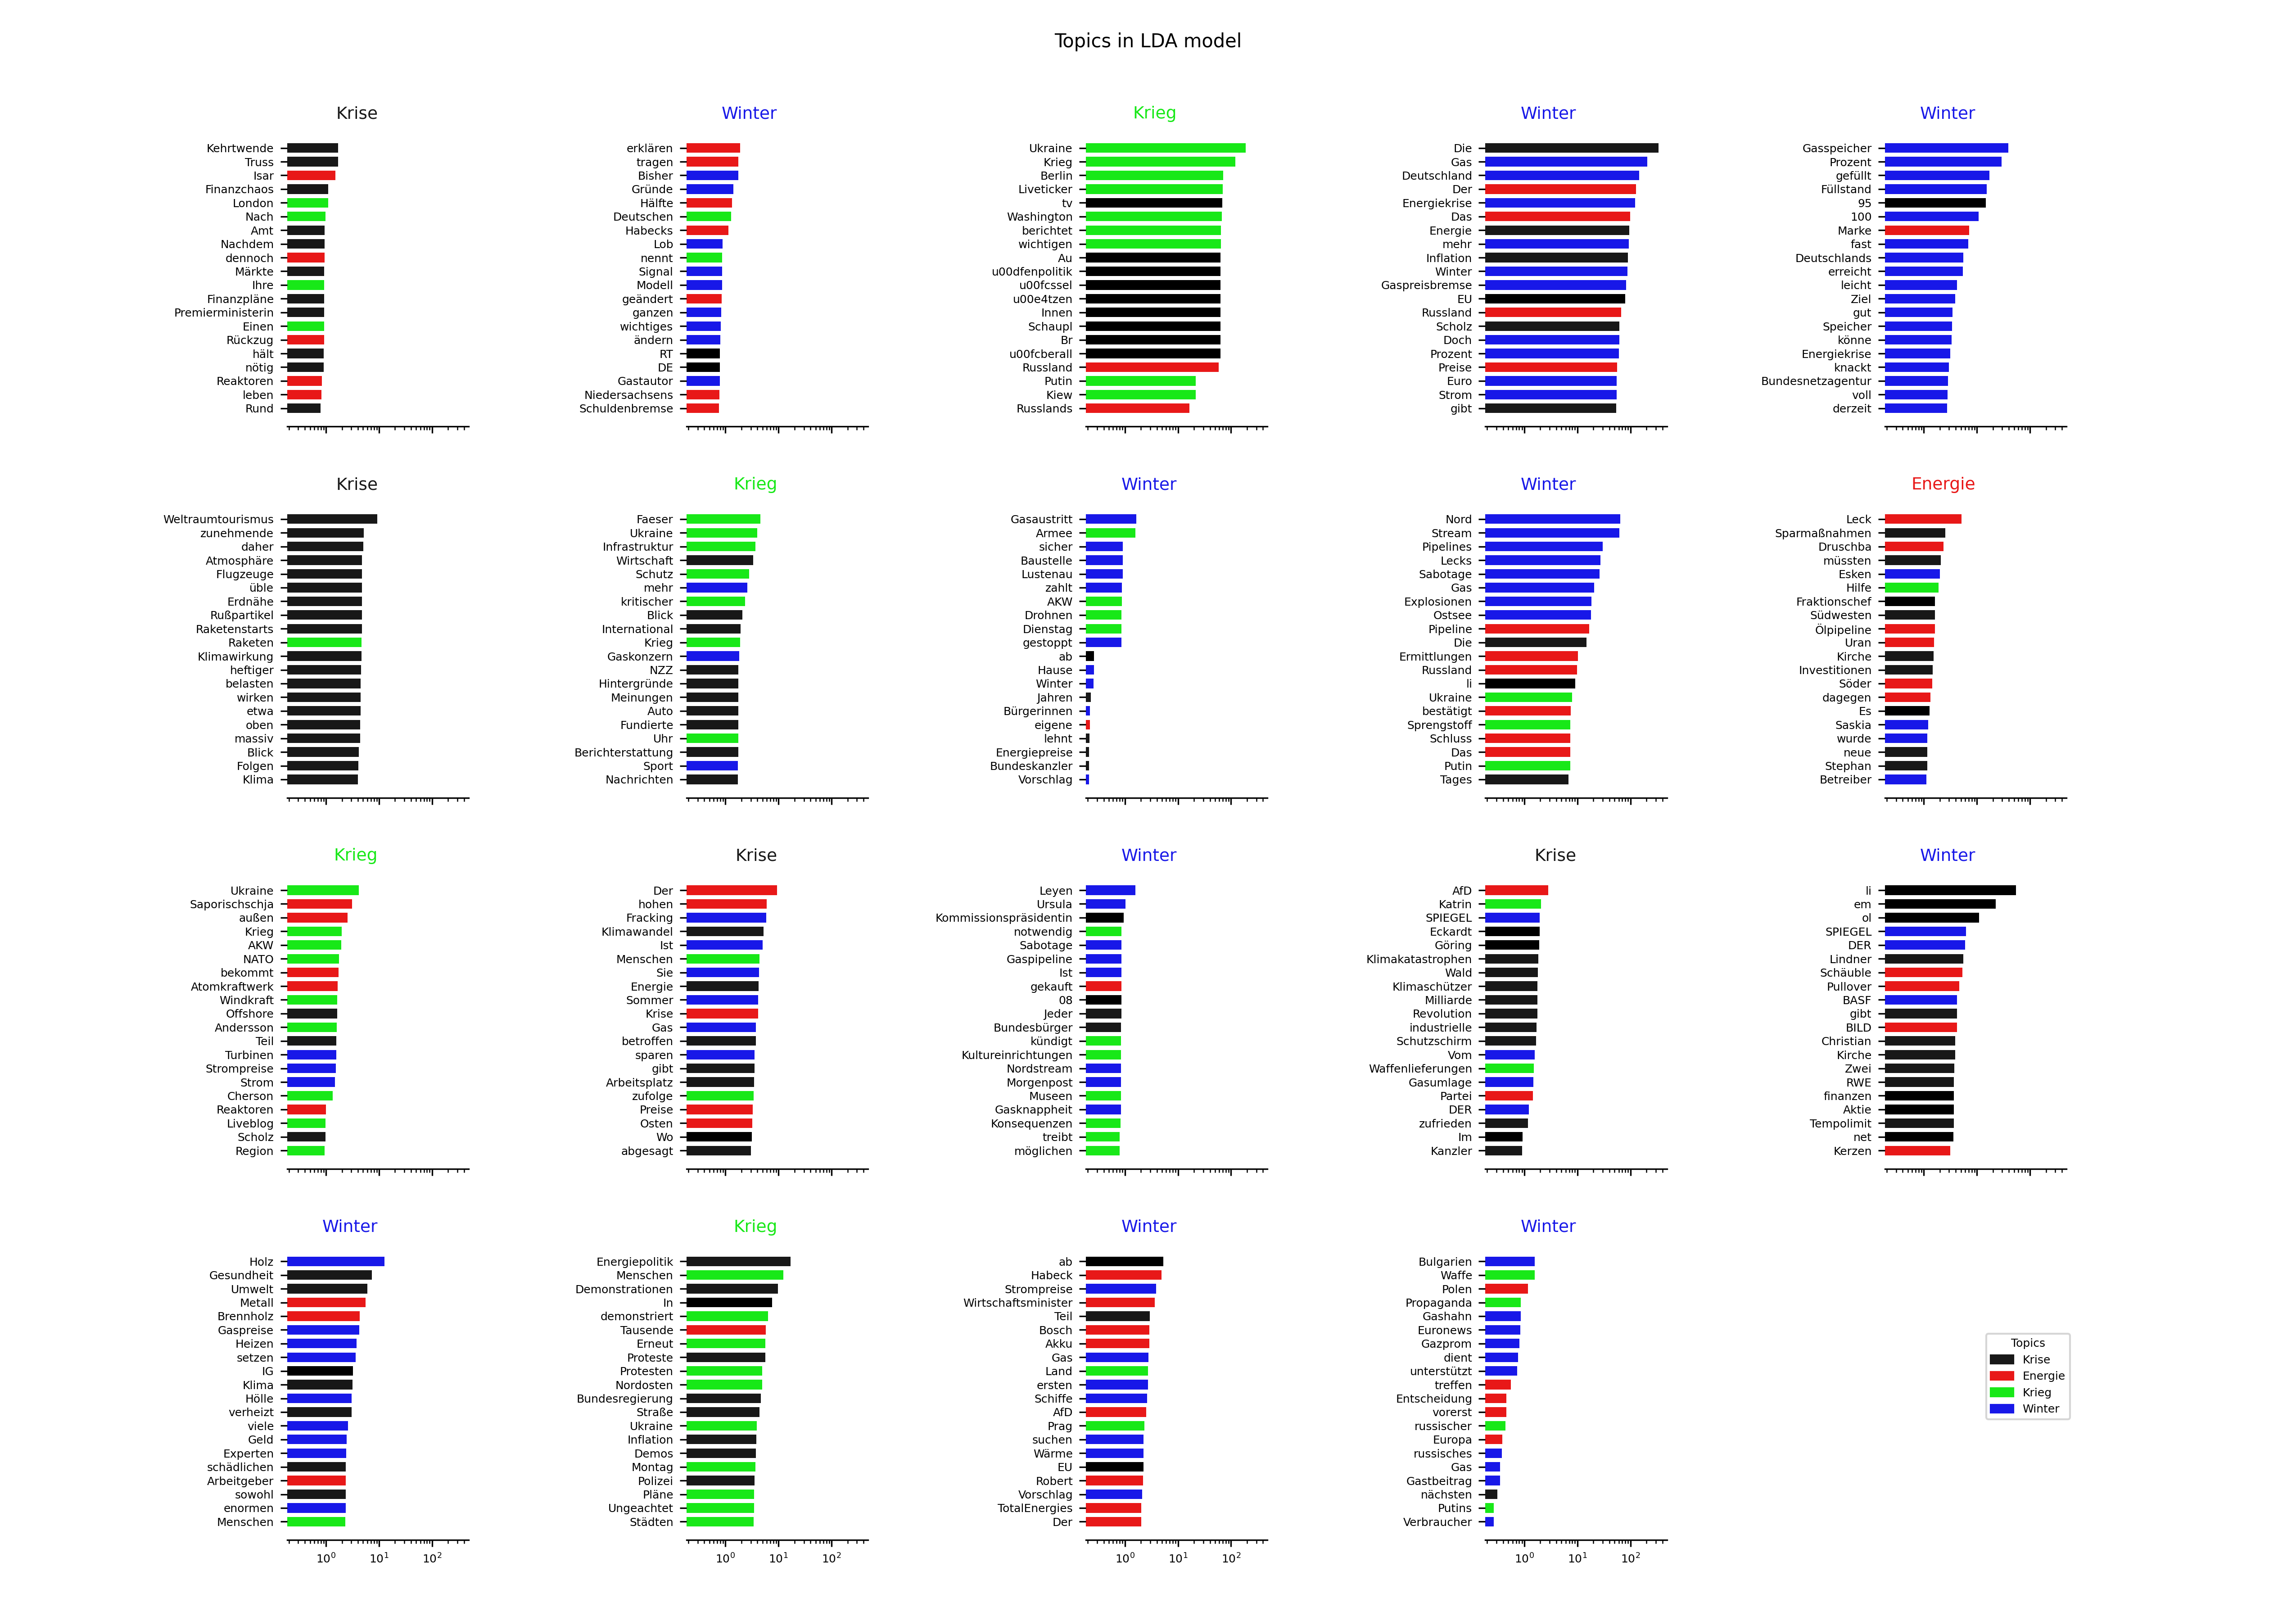 Topics in LDA model
Krise
Kehrtwende
Truss
Isar
Finanzchaos
London
Nach
Amt
Nachdem
dennoch
Märkte
Ihre
Finanzpläne
Premierministerin
Einen
Rückzug
hält
nötig
Reaktoren
leben
Rund
Winter
erklären
tragen
Bisher
Gründe
Hälfte
Deutschen
Habecks
Lob
nennt
Signal
Modell
geändert
ganzen
wichtiges
ändern
RT
DE
Gastautor
Niedersachsens
Schuldenbremse
Krieg
Ukraine
Krieg
Berlin
Liveticker
tv
Washington
berichtet
wichtigen
Au
u00dfenpolitik
u00fcssel
u00e4tzen
Innen
Schaupl
Br
u00fcberall
Russland
Putin
Kiew
Russlands
Winter
Die
Gas
Deutschland
Der
Energiekrise
Das
Energie
mehr
Inflation
Winter
Gaspreisbremse
EU
Russland
Scholz
Doch
Prozent
Preise
Euro
Strom
gibt
Winter
Gasspeicher
Prozent
gefüllt
Füllstand
95
100
Marke
fast
Deutschlands
erreicht
leicht
Ziel
gut
Speicher
könne
Energiekrise
knackt
Bundesnetzagentur
voll
derzeit
Krise
Weltraumtourismus
zunehmende
daher
Atmosphäre
Flugzeuge
üble
Erdnähe
Rußpartikel
Raketenstarts
Raketen
Klimawirkung
heftiger
belasten
wirken
etwa
oben
massiv
Blick
Folgen
Klima
Krieg
Faeser
Ukraine
Infrastruktur
Wirtschaft
Schutz
mehr
kritischer
Blick
International
Krieg
Gaskonzern
NZZ
Hintergründe
Meinungen
Auto
Fundierte
Uhr
Berichterstattung
Sport
Nachrichten
Winter
Gasaustritt
Armee
sicher
Baustelle
Lustenau
zahlt
AKW
Drohnen
Dienstag
gestoppt
ab
Hause
Winter
Jahren
Bürgerinnen
eigene
lehnt
Energiepreise
Bundeskanzler
Vorschlag
Winter
Nord
Stream
Pipelines
Lecks
Sabotage
Gas
Explosionen
Ostsee
Pipeline
Die
Ermittlungen
Russland
li
Ukraine
bestätigt
Sprengstoff
Schluss
Das
Putin
Tages
Energie
Leck
Sparmaßnahmen
Druschba
müssten
Esken
Hilfe
Fraktionschef
Südwesten
Ölpipeline
Uran
Kirche
Investitionen
Söder
dagegen
Es
Saskia
wurde
neue
Stephan
Betreiber
Krieg
Ukraine
Saporischschja
außen
Krieg
AKW
NATO
bekommt
Atomkraftwerk
Windkraft
Offshore
Andersson
Teil
Turbinen
Strompreise
Strom
Cherson
Reaktoren
Liveblog
Scholz
Region
Krise
Der
hohen
Fracking
Klimawandel
Ist
Menschen
Sie
Energie
Sommer
Krise
Gas
betroffen
sparen
gibt
Arbeitsplatz
zufolge
Preise
Osten
Wo
abgesagt
Winter
Leyen
Ursula
Kommissionspräsidentin
notwendig
Sabotage
Gaspipeline
Ist
gekauft
08
Jeder
Bundesbürger
kündigt
Kultureinrichtungen
Nordstream
Morgenpost
Museen
Gasknappheit
Konsequenzen
treibt
möglichen
Krise
AfD
Katrin
SPIEGEL
Eckardt
Göring
Klimakatastrophen
Wald
Klimaschützer
Milliarde
Revolution
industrielle
Schutzschirm
Vom
Waffenlieferungen
Gasumlage
Partei
DER
zufrieden
Im
Kanzler
Winter
li
em
ol
SPIEGEL
DER
Lindner
Schäuble
Pullover
BASF
gibt
BILD
Christian
Kirche
Zwei
RWE
finanzen
Aktie
Tempolimit
net
Kerzen
Winter
Holz
Gesundheit
Umwelt
Metall
Brennholz
Gaspreise
Heizen
setzen
IG
Klima
Hölle
verheizt
viele
Geld
Experten
schädlichen
Arbeitgeber
sowohl
enormen
Menschen
10⁰ 10¹ 10²
Krieg
Energiepolitik
Menschen
Demonstrationen
In
demonstriert
Tausende
Erneut
Proteste
Protesten
Nordosten
Bundesregierung
Straße
Ukraine
Inflation
Demos
Montag
Polizei
Pläne
Ungeachtet
Städten
10⁰ 10¹ 10²
Winter
ab
Habeck
Strompreise
Wirtschaftsminister
Teil
Bosch
Akku
Gas
Land
ersten
Schiffe
AfD
Prag
suchen
Wärme
EU
Robert
Vorschlag
TotalEnergies
Der
10⁰ 10¹ 10²
Winter
Bulgarien
Waffe
Polen
Propaganda
Gashahn
Euronews
Gazprom
dient
unterstützt
treffen
Entscheidung
vorerst
russischer
Europa
russisches
Gas
Gastbeitrag
nächsten
Putins
Verbraucher
10⁰ 10¹ 10²
Topics
Krise
Energie
Krieg
Winter